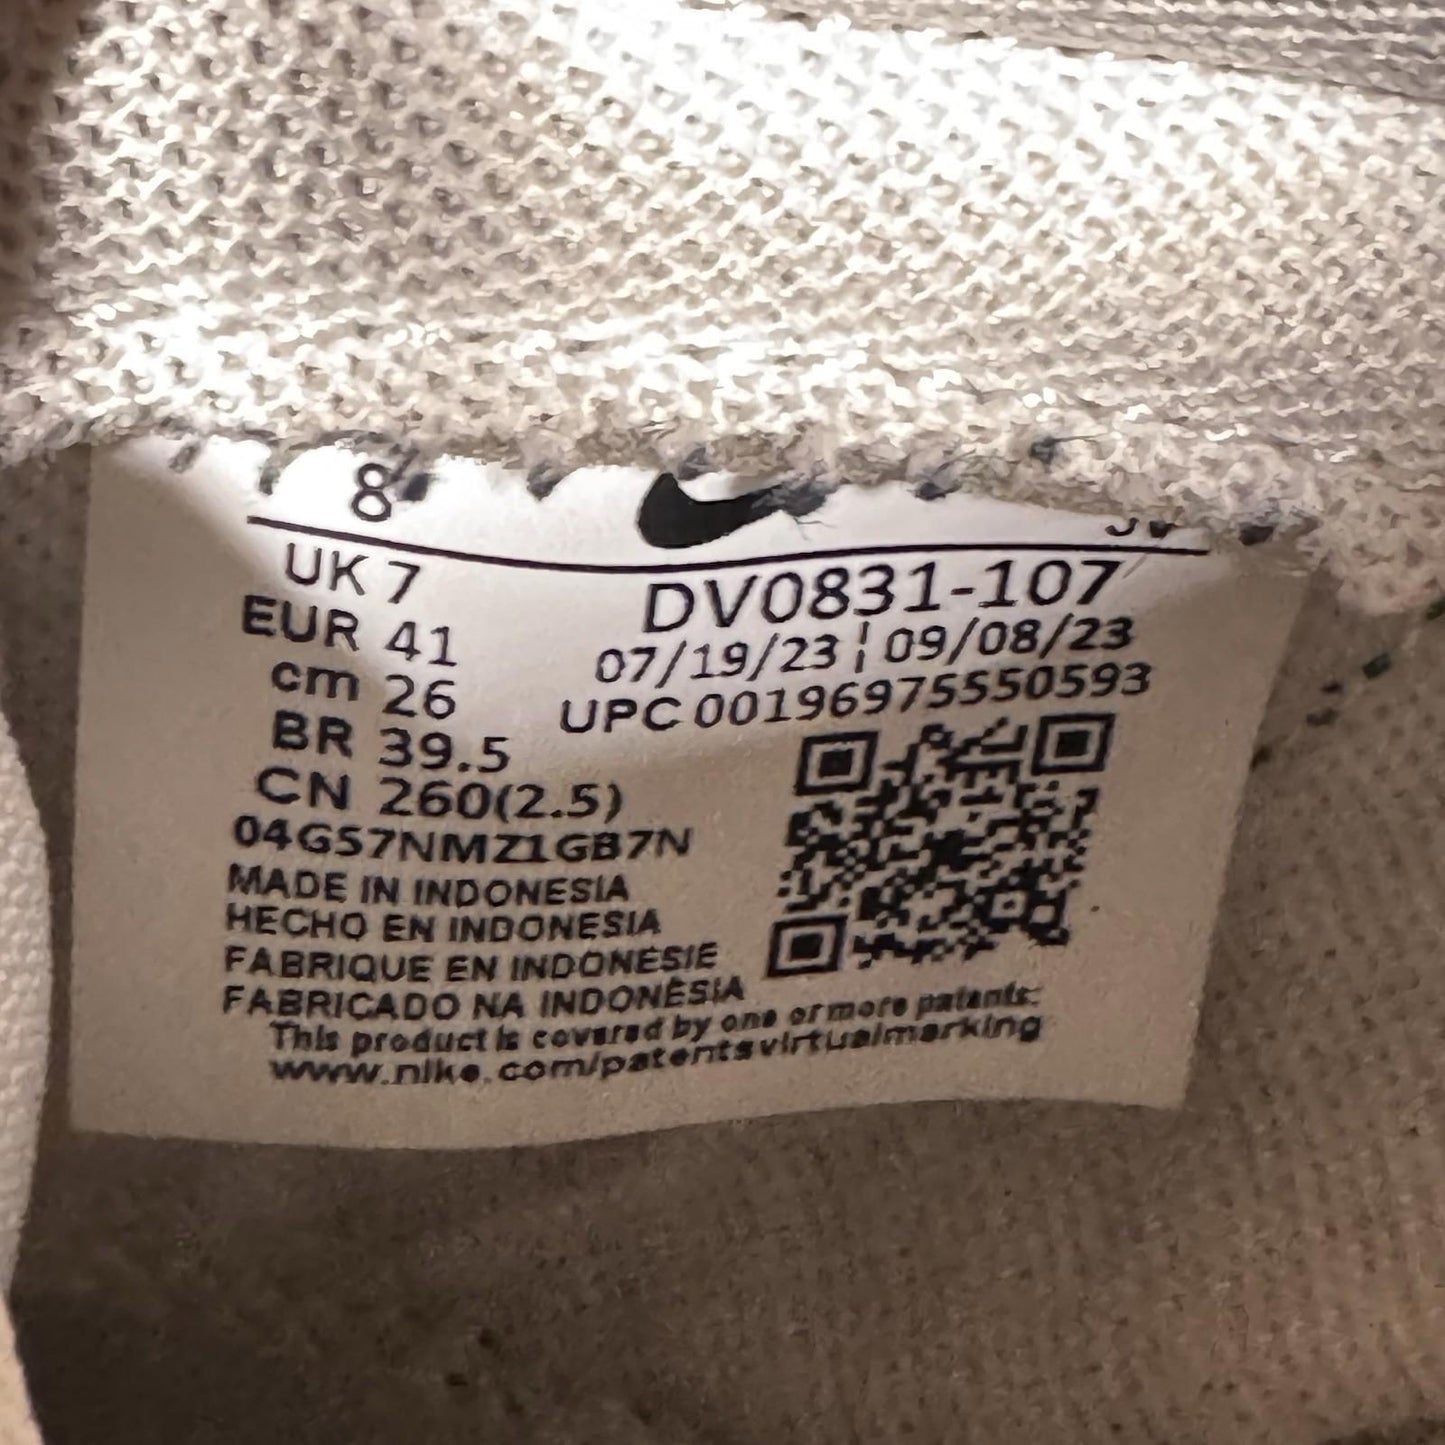 8
UK 7
EUR 41
cm 26
BR 39.5
CN 260(2.5)
DV0831-107
07/19/23 ¦ 09/08/23
UPC 00196975550593
04G57NMZ1GB7N
MADE IN INDONESIA
HECHO EN INDONESIA
FABRIQUE EN INDONESIE
FABRICADO NA INDONÉSIA
This product is covered by one or more patents:
www.nike.com/patentsvirtualmarking